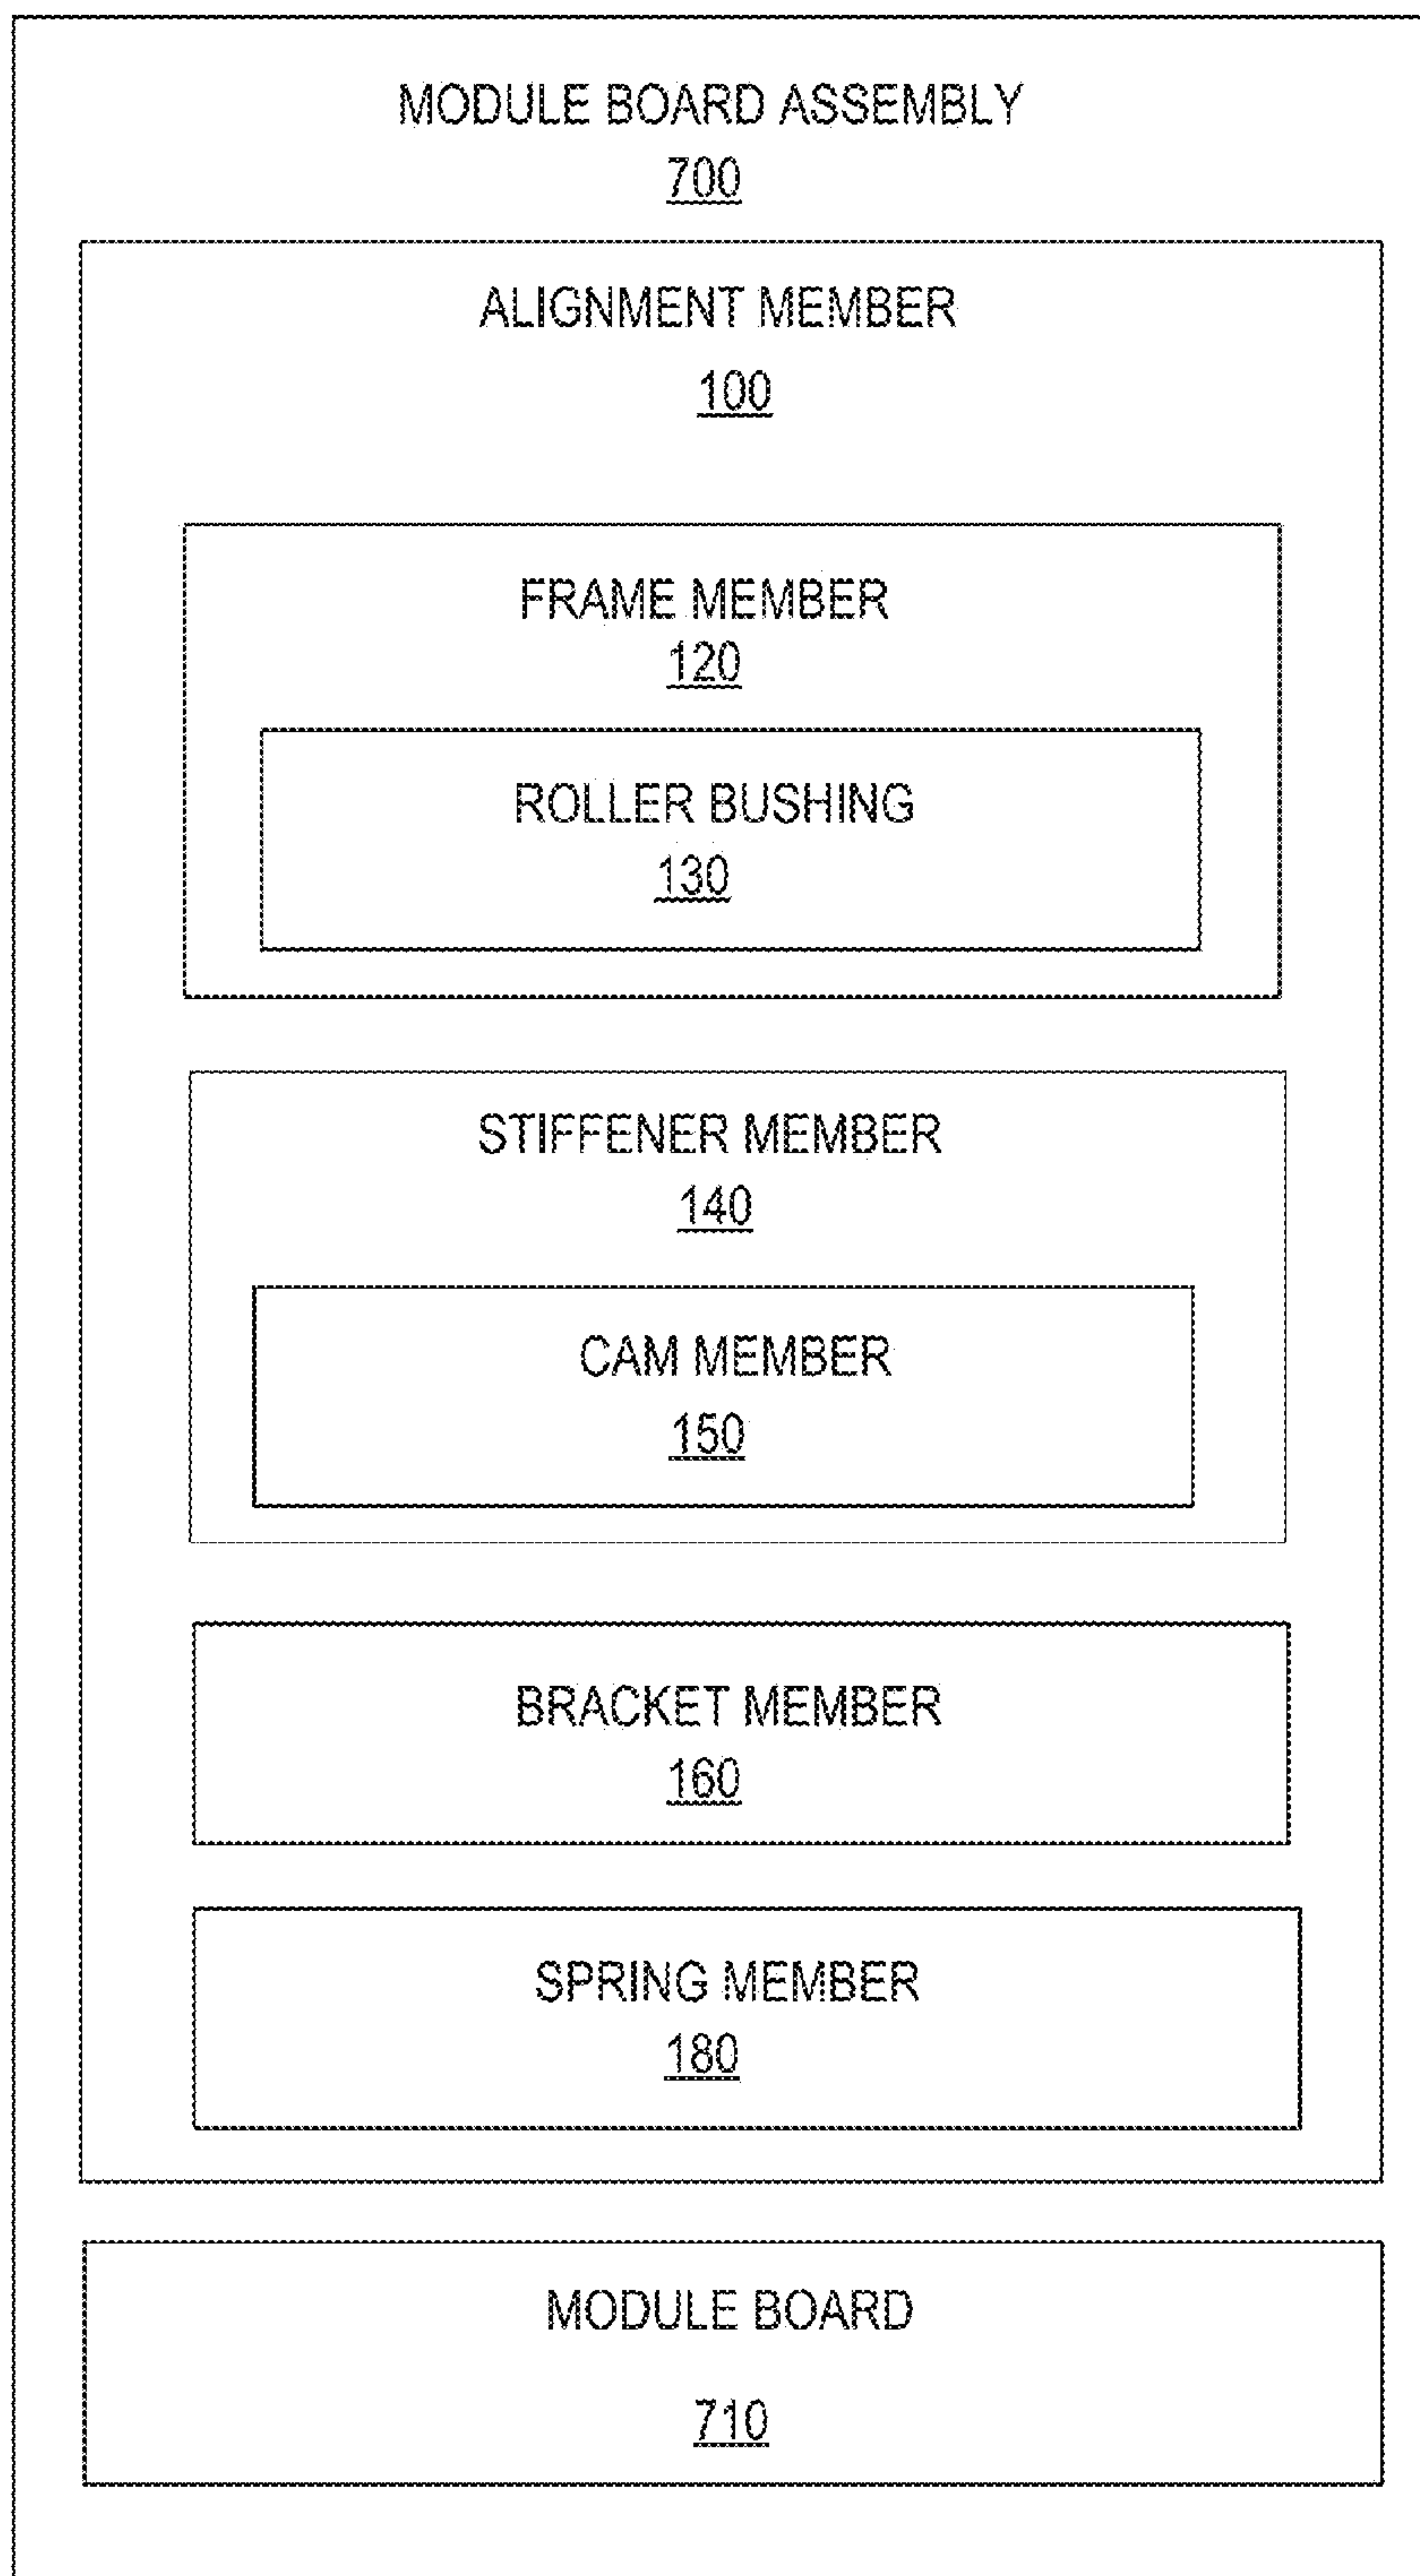 MODULE BOARD ASSEMBLY
700
ALIGNMENT MEMBER
100
FRAME MEMBER
120
ROLLER BUSHING
130
STIFFENER MEMBER
140
CAM MEMBER
150
BRACKET MEMBER
160
SPRING MEMBER
180
MODULE BOARD
710